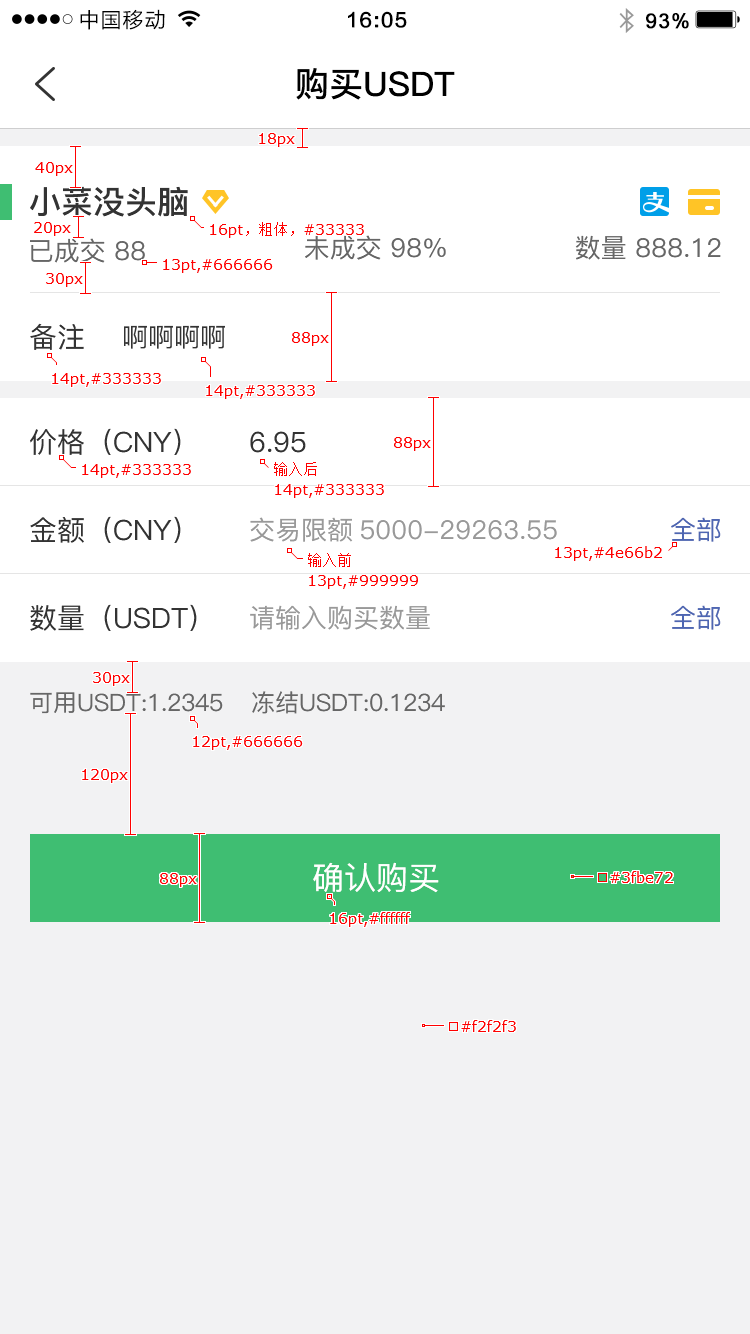 中国移动 16:05 93%
购买USDT
18px
40px
小菜没头脑
16pt，粗体，#33333
20px
已成交 88 未成交 98% 数量 888.12
13pt,#666666
30px
备注 啊啊啊啊 88px
14pt,#333333
14pt,#333333
价格（CNY） 6.95 88px
14pt,#333333 输入后
14pt,#333333
金额（CNY） 交易限额 5000-29263.55 全部
输入前 13pt,#4e66b2
13pt,#999999
数量（USDT） 请输入购买数量 全部
30px
可用USDT:1.2345 冻结USDT:0.1234
12pt,#666666
120px
88px 确认购买 #3fbe72
16pt,#ffffff
#f2f2f3